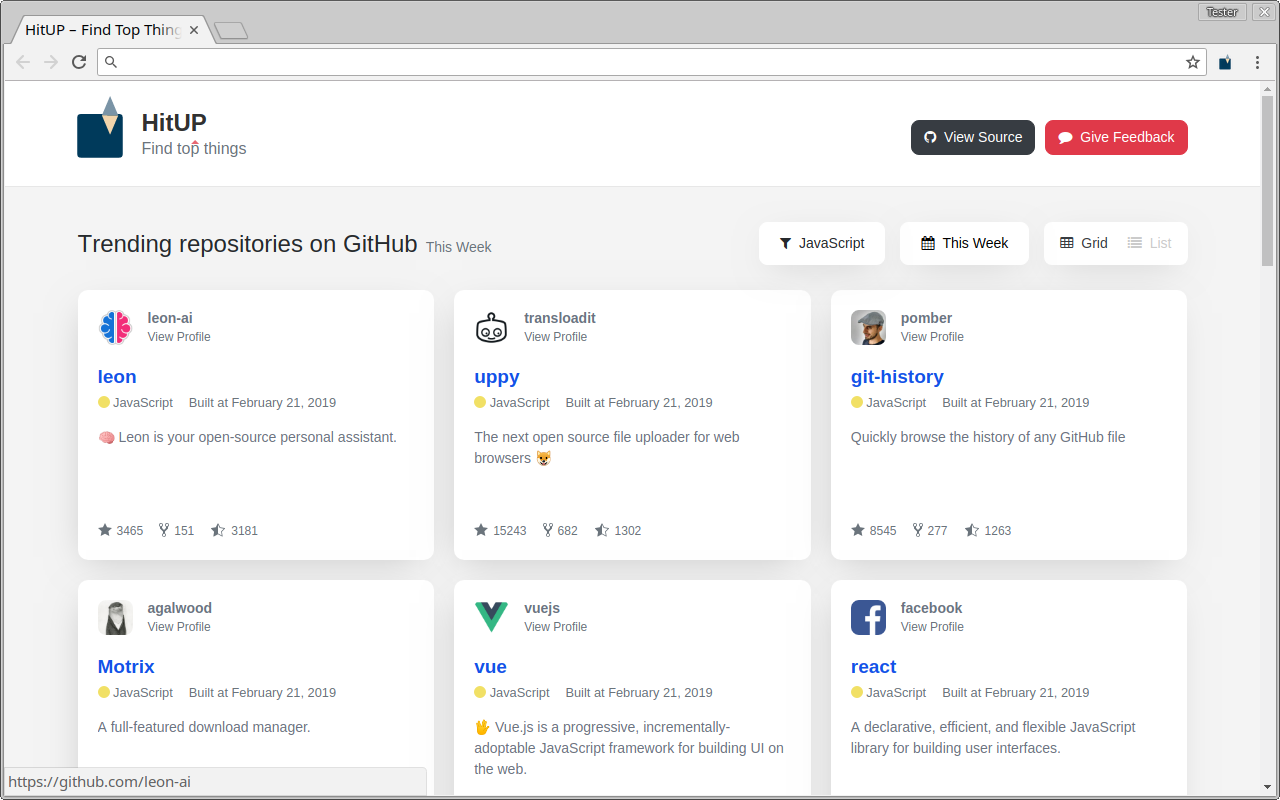 Tester
HitUP – Find Top Thing
HitUP
Find top things
View Source
Give Feedback
Trending repositories on GitHub This Week
JavaScript
This Week
Grid
List
leon-ai
View Profile
leon
JavaScript Built at February 21, 2019
🧠 Leon is your open-source personal assistant.
3465 151 3181
transloadit
View Profile
uppy
JavaScript Built at February 21, 2019
The next open source file uploader for web
browsers 🐶
15243 682 1302
pomber
View Profile
git-history
JavaScript Built at February 21, 2019
Quickly browse the history of any GitHub file
8545 277 1263
agalwood
View Profile
Motrix
JavaScript Built at February 21, 2019
A full-featured download manager.
vuejs
View Profile
vue
JavaScript Built at February 21, 2019
🖖 Vue.js is a progressive, incrementally-
adoptable JavaScript framework for building UI on
the web.
facebook
View Profile
react
JavaScript Built at February 21, 2019
A declarative, efficient, and flexible JavaScript
library for building user interfaces.
https://github.com/leon-ai